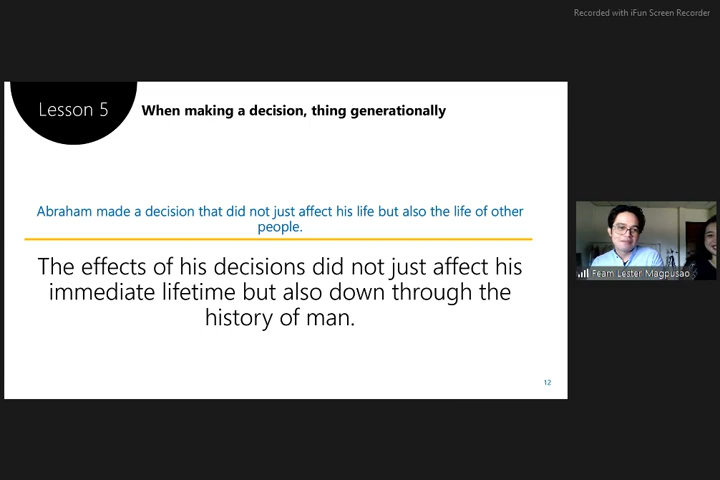 Recorded with iFun Screen Recorder
Lesson 5
When making a decision, thing generationally
Abraham made a decision that did not just affect his life but also the life of other
people.
The effects of his decisions did not just affect his
immediate lifetime but also down through the
history of man.
Feam Lester Magpusao
12